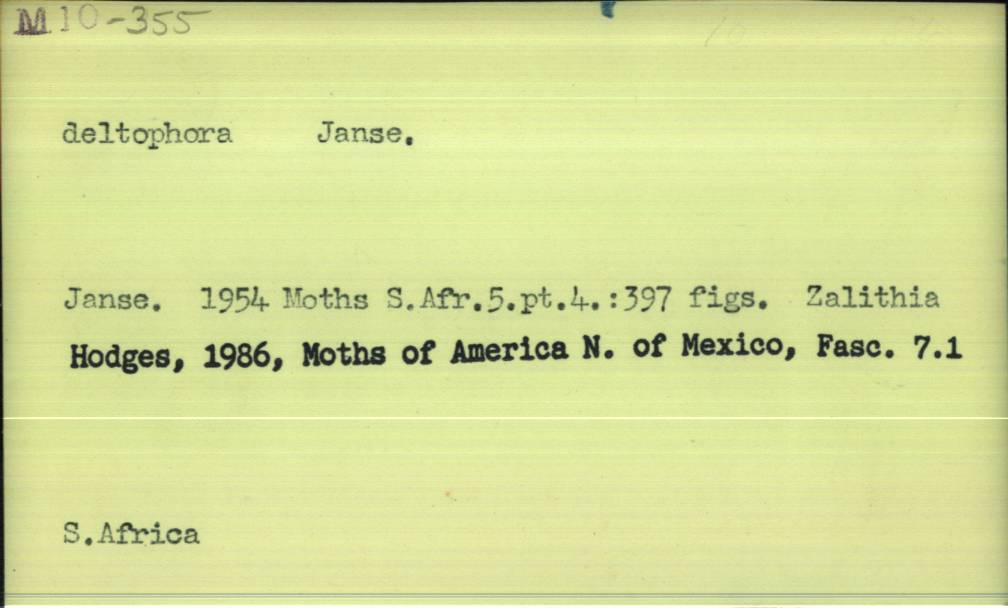 M10-355
deltophora Janse.
Janse. 1954 Moths S.Afr.5.pt.4.:397 figs. Zalithia
Hodges, 1986, Moths of America N. of Mexico, Fasc. 7.1
S.Africa